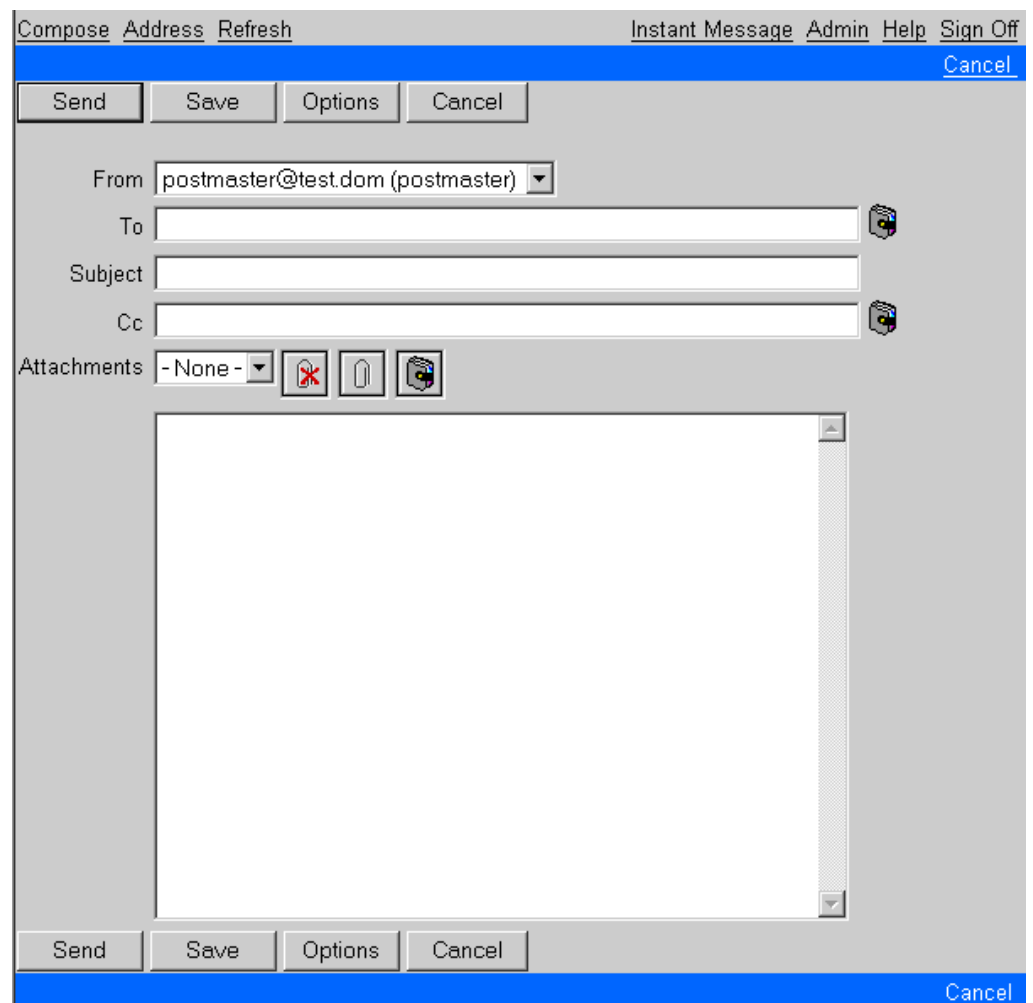 Compose Address Refresh Instant Message Admin Help Sign Off
Cancel
Send Save Options Cancel
From postmaster@test.dom (postmaster)
To
Subject
Cc
Attachments - None -
Send Save Options Cancel
Cancel